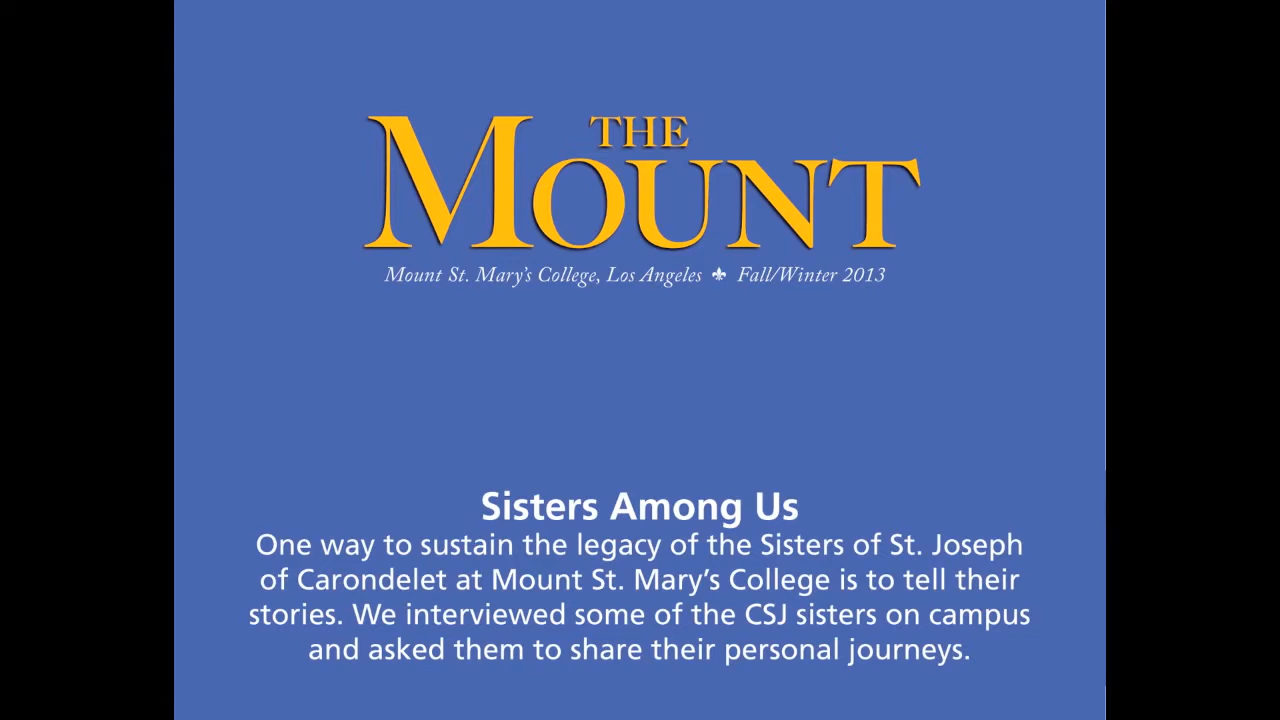 THE
MOUNT
Mount St. Mary's College, Los Angeles ⚜ Fall/Winter 2013
Sisters Among Us
One way to sustain the legacy of the Sisters of St. Joseph
of Carondelet at Mount St. Mary’s College is to tell their
stories. We interviewed some of the CSJ sisters on campus
and asked them to share their personal journeys.